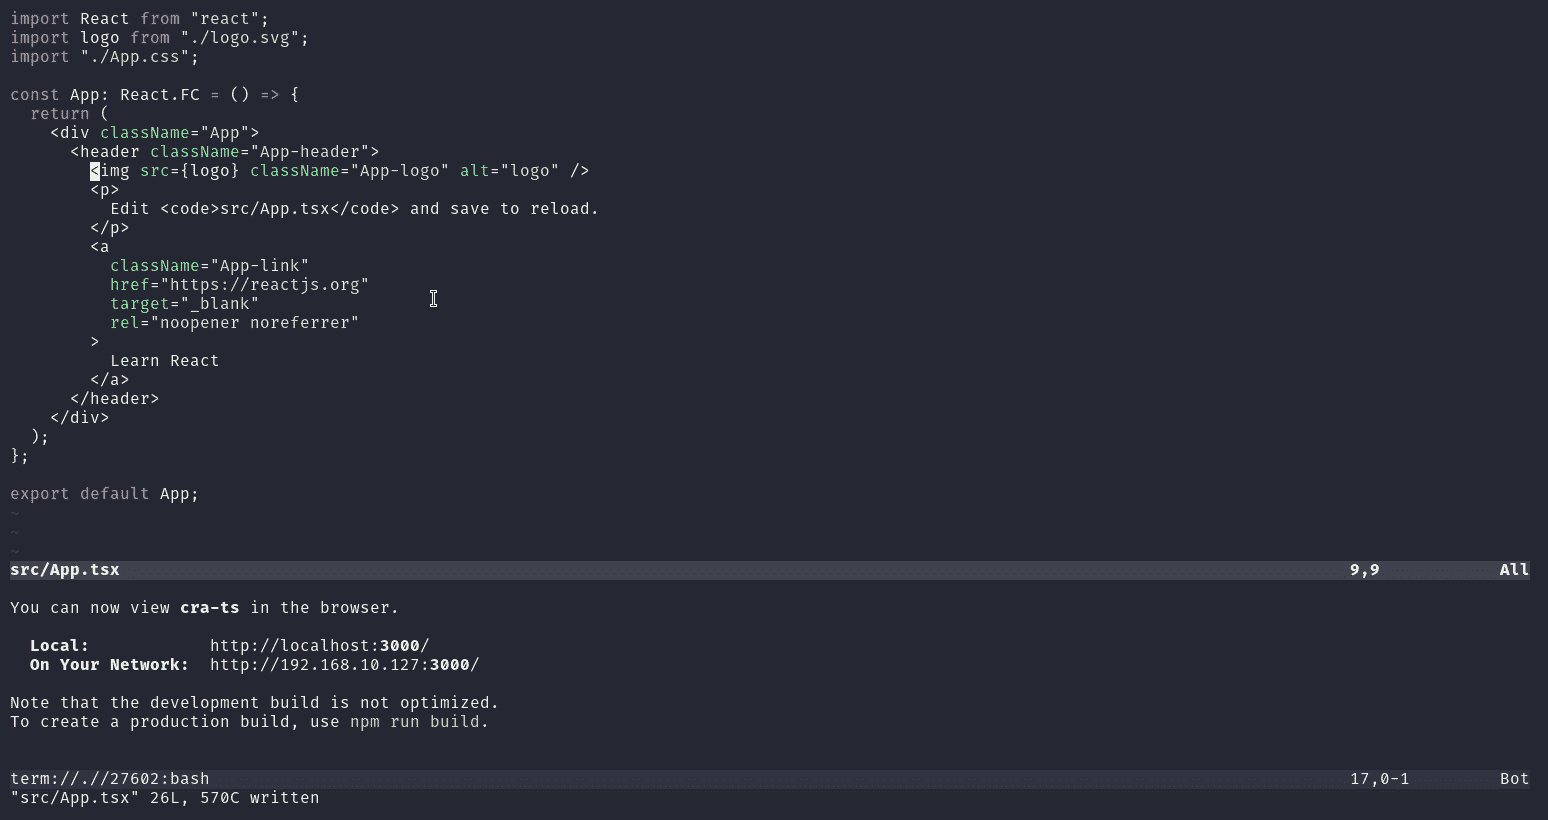 import React from "react";
import logo from "./logo.svg";
import "./App.css";

const App: React.FC = () => {
  return (
    <div className="App">
      <header className="App-header">
        <img src={logo} className="App-logo" alt="logo" />
        <p>
          Edit <code>src/App.tsx</code> and save to reload.
        </p>
        <a
          className="App-link"
          href="https://reactjs.org"
          target="_blank"
          rel="noopener noreferrer"
        >
          Learn React
        </a>
      </header>
    </div>
  );
};

export default App;
~
~
~
src/App.tsx 9,9 All
You can now view cra-ts in the browser.

  Local:            http://localhost:3000/
  On Your Network:  http://192.168.10.127:3000/

Note that the development build is not optimized.
To create a production build, use npm run build.

term://.//27602:bash 17,0-1 Bot
"src/App.tsx" 26L, 570C written